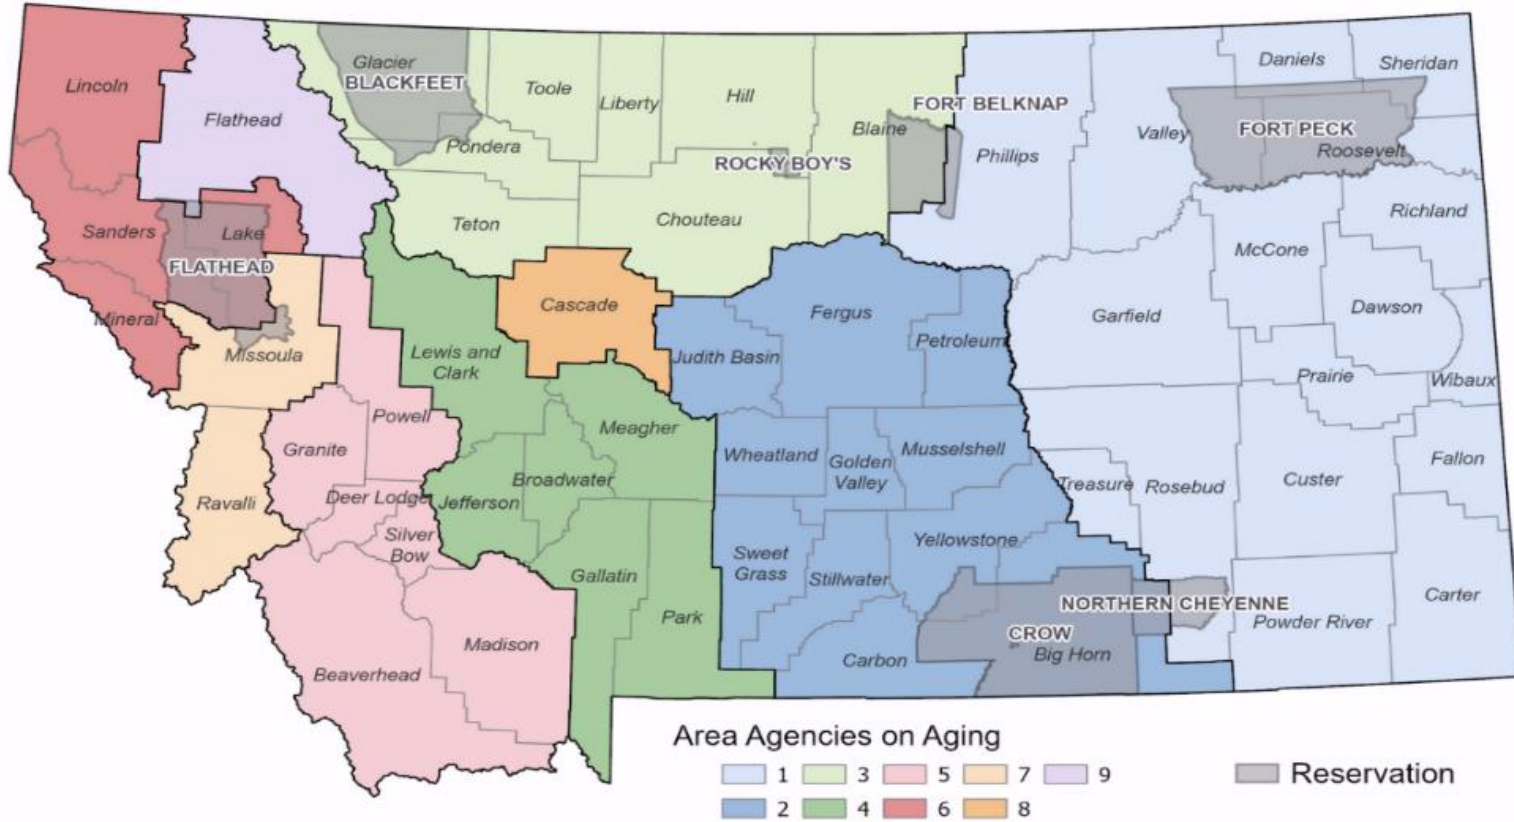 Daniels
Sheridan
Lincoln
Glacier
BLACKFEET
Toole
Liberty
Hill
Flathead
FORT BELKNAP
Blaine
Phillips
Valley
FORT PECK
Roosevelt
Pondera
ROCKY BOY'S
Teton
Chouteau
Richland
Sanders
Lake
FLATHEAD
McCone
Mineral
Cascade
Fergus
Garfield
Dawson
Missoula
Lewis and
Clark
Judith Basin
Petroleum
Prairie
Wibaux
Powell
Granite
Meagher
Wheatland
Golden
Valley
Musselshell
Fallon
Ravalli
Deer Lodge
Jefferson
Broadwater
Treasure
Rosebud
Custer
Silver
Bow
Sweet
Grass
Stillwater
Yellowstone
Gallatin
Park
NORTHERN CHEYENNE
Powder River
Carter
Beaverhead
Madison
Carbon
CROW
Big Horn
Area Agencies on Aging
1 3 5 7 9
2 4 6 8
Reservation